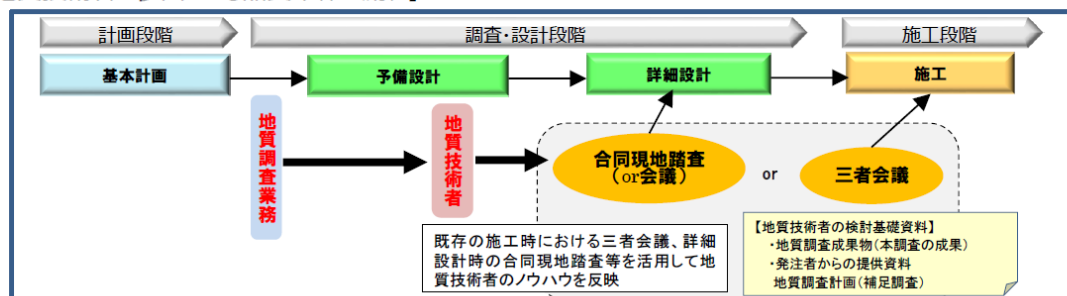 計画段階
調査・設計段階
施工段階
基本計画
予備設計
詳細設計
施工
地質調査業務
地質技術者
合同現地踏査
(or会議)
or
三者会議
既存の施工時における三者会議、詳細
設計時の合同現地踏査等を活用して地
質技術者のノウハウを反映
【地質技術者の検討基礎資料】
・地質調査成果物(本調査の成果)
・発注者からの提供資料
地質調査計画(補足調査)